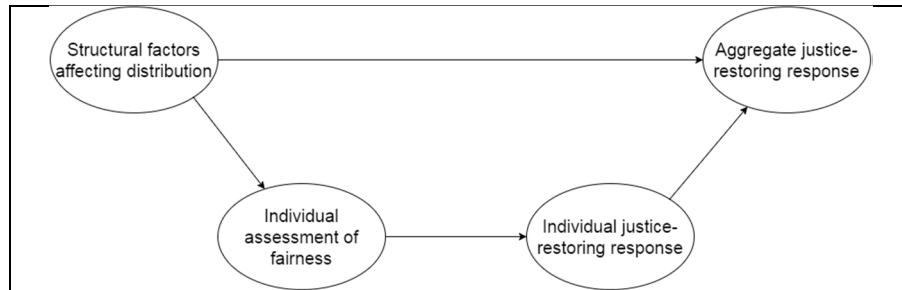 Structural factors
affecting distribution
Aggregate justice-
restoring response
Individual
assessment of
fairness
Individual justice-
restoring response